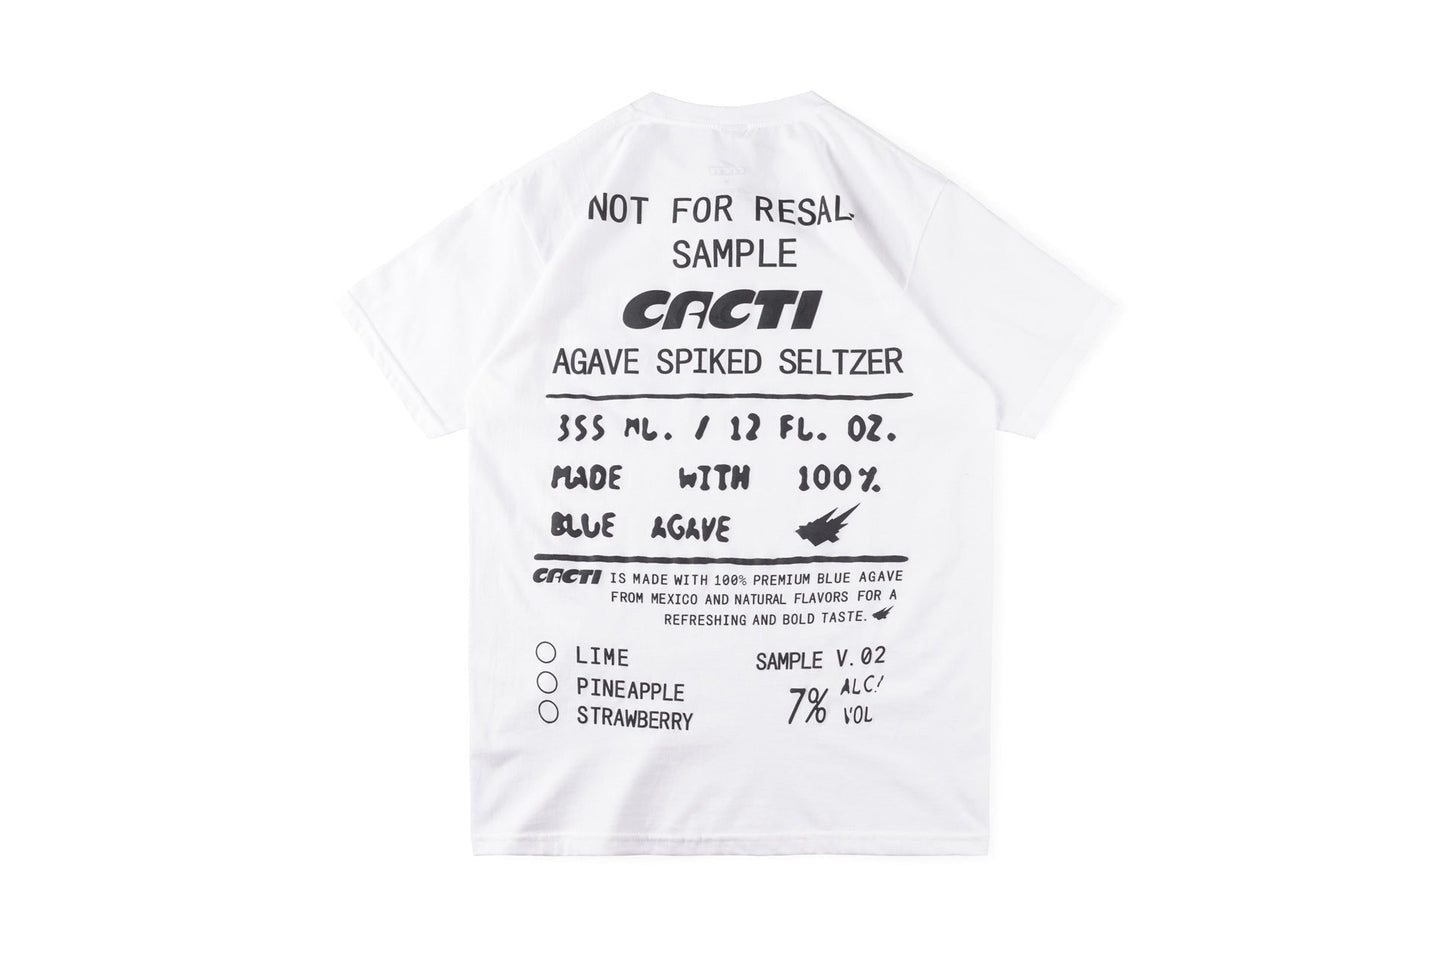 NOT FOR RESAL
SAMPLE
CACTI
AGAVE SPIKED SELTZER
355 ML. / 12 FL. OZ.
MADE WITH 100%
BLUE AGAVE
CACTI IS MADE WITH 100% PREMIUM BLUE AGAVE
FROM MEXICO AND NATURAL FLAVORS FOR A
REFRESHING AND BOLD TASTE.
LIME
PINEAPPLE
STRAWBERRY
SAMPLE V.02
7% ALC/
VOL